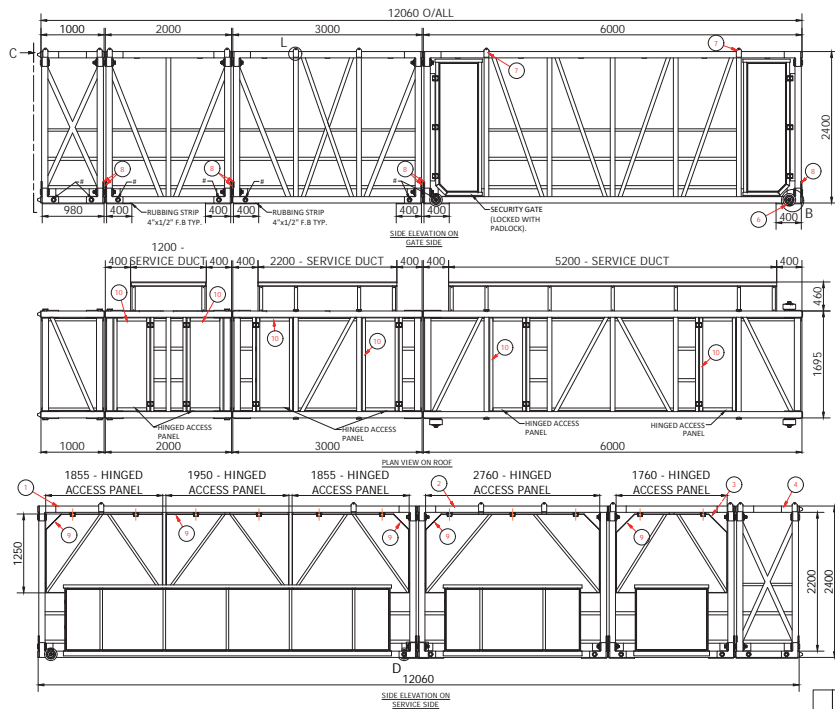 12060 O/ALL
1000
2000
3000
6000
C
L
7
7
2400
8
8
8
8
#
#
#
#
#
980
400
400
400
400
400
400
RUBBING STRIP
4"x1/2" F.B TYP.
RUBBING STRIP
4"x1/2" F.B TYP.
SECURITY GATE
(LOCKED WITH
PADLOCK).
6
B
SIDE ELEVATION ON
GATE SIDE
1200 -
400
SERVICE DUCT
400
400
2200 - SERVICE DUCT
400
400
5200 - SERVICE DUCT
400
460
10
10
10
10
10
10
1695
HINGED ACCESS
PANEL
HINGED ACCESS
PANEL
HINGED ACCESS
PANEL
HINGED ACCESS
PANEL
1000
2000
3000
6000
PLAN VIEW ON ROOF
1855 - HINGED
ACCESS PANEL
1950 - HINGED
ACCESS PANEL
1855 - HINGED
ACCESS PANEL
2760 - HINGED
ACCESS PANEL
1760 - HINGED
ACCESS PANEL
1
2
3
4
9
9
9
9
9
1250
2200
2400
D
12060
SIDE ELEVATION ON
SERVICE SIDE